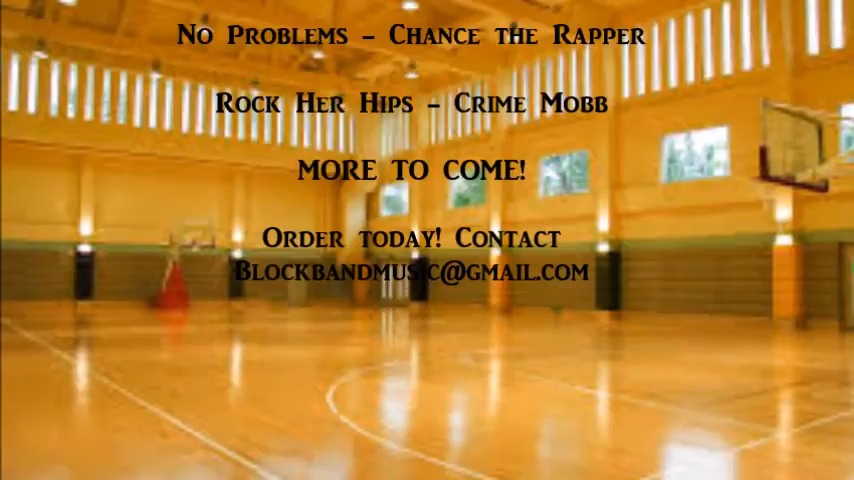 No Problems - Chance the Rapper
Rock Her Hips - Crime Mobb
MORE TO COME!
Order today! Contact
Blockbandmusic@gmail.com